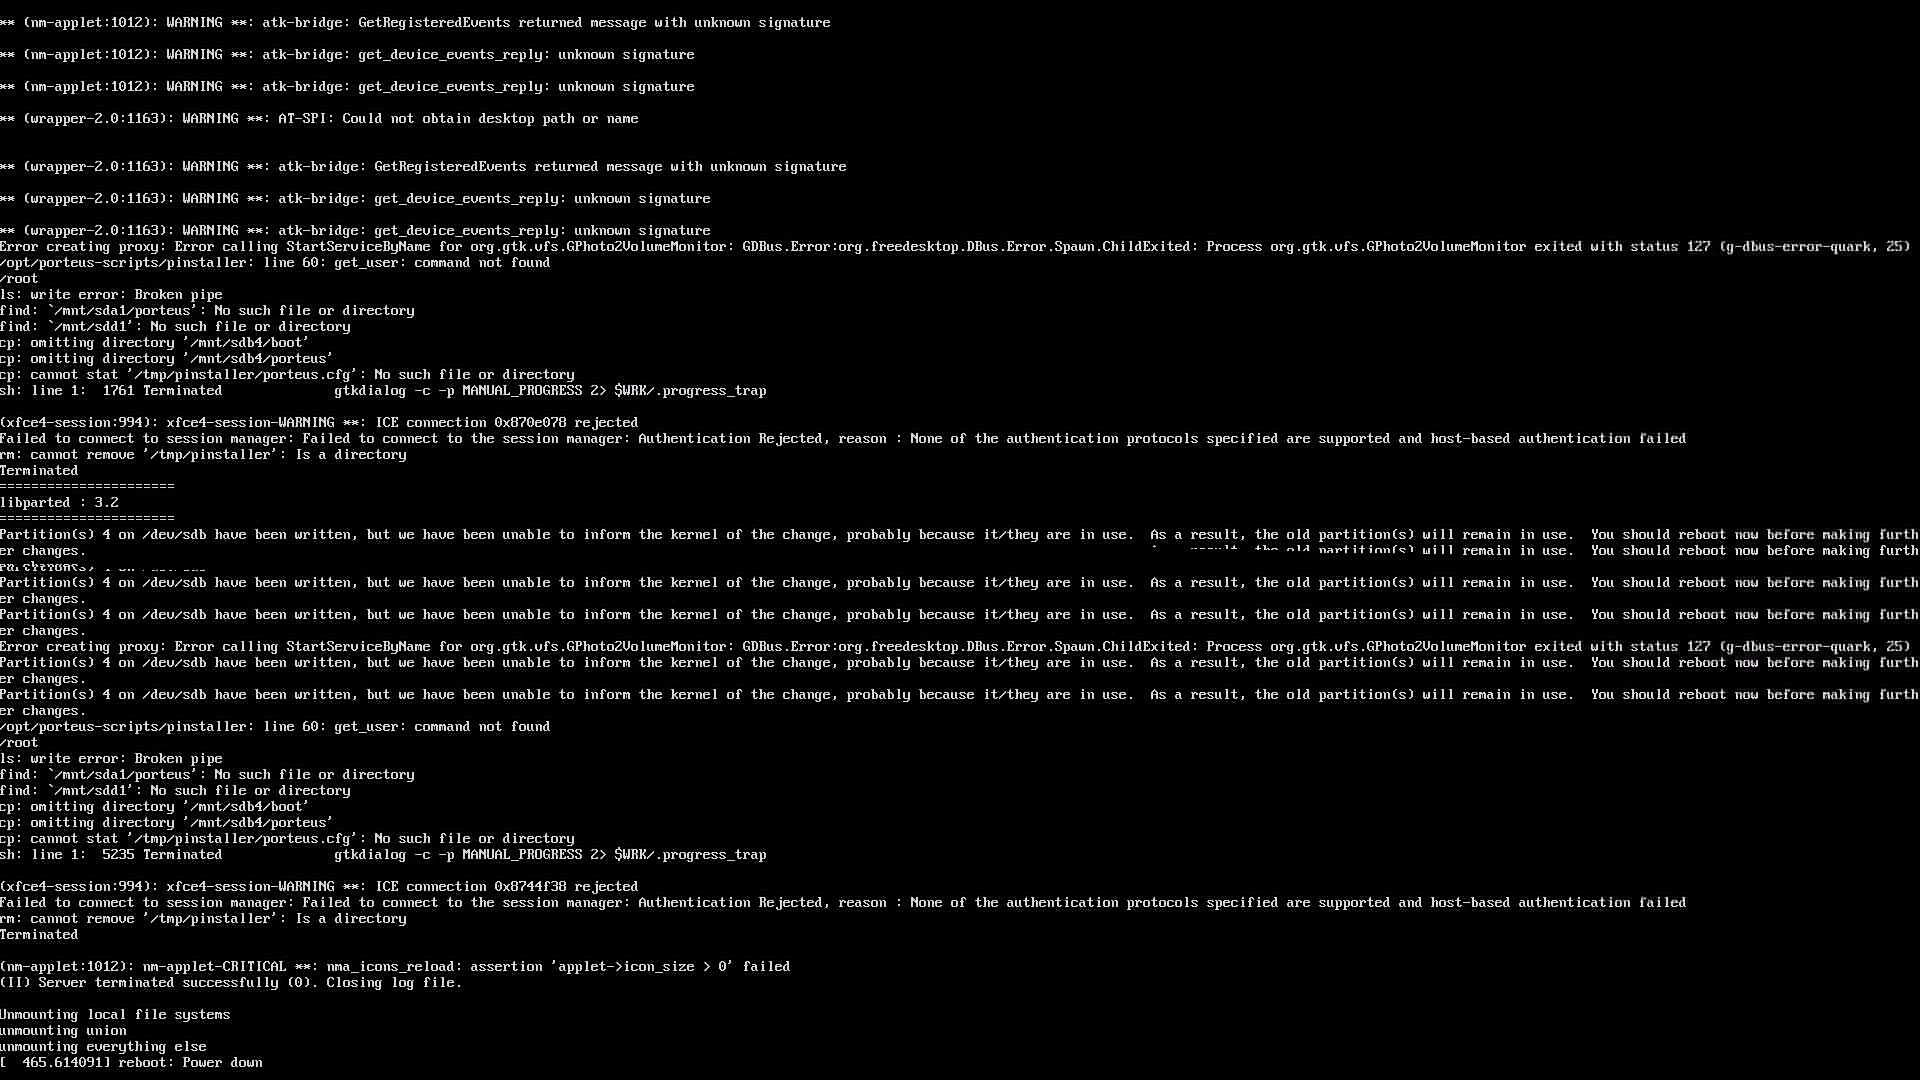 ** (nm-applet:1012): WARNING **: atk-bridge: GetRegisteredEvents returned message with unknown signature
** (nm-applet:1012): WARNING **: atk-bridge: get_device_events_reply: unknown signature
** (nm-applet:1012): WARNING **: atk-bridge: get_device_events_reply: unknown signature
** (wrapper-2.0:1163): WARNING **: AT-SPI: Could not obtain desktop path or name
** (wrapper-2.0:1163): WARNING **: atk-bridge: GetRegisteredEvents returned message with unknown signature
** (wrapper-2.0:1163): WARNING **: atk-bridge: get_device_events_reply: unknown signature
** (wrapper-2.0:1163): WARNING **: atk-bridge: get_device_events_reply: unknown signature
Error creating proxy: Error calling StartServiceByName for org.gtk.vfs.GPhoto2VolumeMonitor: GDBus.Error:org.freedesktop.DBus.Error.Spawn.ChildExited: Process org.gtk.vfs.GPhoto2VolumeMonitor exited with status 127 (g-dbus-error-quark, 25)
/opt/porteus-scripts/pinstaller: line 60: get_user: command not found
/root
ls: write error: Broken pipe
find: `/mnt/sda1/porteus': No such file or directory
find: `/mnt/sdd1': No such file or directory
cp: omitting directory '/mnt/sdb4/boot'
cp: omitting directory '/mnt/sdb4/porteus'
cp: cannot stat '/tmp/pinstaller/porteus.cfg': No such file or directory
sh: line 1:  1761 Terminated              gtkdialog -c -p MANUAL_PROGRESS 2> $WRK/.progress_trap
(xfce4-session:994): xfce4-session-WARNING **: ICE connection 0x870e078 rejected
Failed to connect to session manager: Failed to connect to the session manager: Authentication Rejected, reason : None of the authentication protocols specified are supported and host-based authentication failed
rm: cannot remove '/tmp/pinstaller': Is a directory
Terminated
======================
libparted : 3.2
======================
Partition(s) 4 on /dev/sdb have been written, but we have been unable to inform the kernel of the change, probably because it/they are in use.  As a result, the old partition(s) will remain in use.  You should reboot now before making furth
er changes.                                                                                                                                      As a result, the old partition(s) will remain in use.  You should reboot now before making furth
Partition(s) 4 on /dev/sdb have been written, but we have been unable to inform the kernel of the change, probably because it/they are in use.  As a result, the old partition(s) will remain in use.  You should reboot now before making furth
er changes.
Partition(s) 4 on /dev/sdb have been written, but we have been unable to inform the kernel of the change, probably because it/they are in use.  As a result, the old partition(s) will remain in use.  You should reboot now before making furth
er changes.
Error creating proxy: Error calling StartServiceByName for org.gtk.vfs.GPhoto2VolumeMonitor: GDBus.Error:org.freedesktop.DBus.Error.Spawn.ChildExited: Process org.gtk.vfs.GPhoto2VolumeMonitor exited with status 127 (g-dbus-error-quark, 25)
Partition(s) 4 on /dev/sdb have been written, but we have been unable to inform the kernel of the change, probably because it/they are in use.  As a result, the old partition(s) will remain in use.  You should reboot now before making furth
er changes.
Partition(s) 4 on /dev/sdb have been written, but we have been unable to inform the kernel of the change, probably because it/they are in use.  As a result, the old partition(s) will remain in use.  You should reboot now before making furth
er changes.
/opt/porteus-scripts/pinstaller: line 60: get_user: command not found
/root
ls: write error: Broken pipe
find: `/mnt/sda1/porteus': No such file or directory
find: `/mnt/sdd1': No such file or directory
cp: omitting directory '/mnt/sdb4/boot'
cp: omitting directory '/mnt/sdb4/porteus'
cp: cannot stat '/tmp/pinstaller/porteus.cfg': No such file or directory
sh: line 1:  5235 Terminated              gtkdialog -c -p MANUAL_PROGRESS 2> $WRK/.progress_trap
(xfce4-session:994): xfce4-session-WARNING **: ICE connection 0x8744f38 rejected
Failed to connect to session manager: Failed to connect to the session manager: Authentication Rejected, reason : None of the authentication protocols specified are supported and host-based authentication failed
rm: cannot remove '/tmp/pinstaller': Is a directory
Terminated
(nm-applet:1012): nm-applet-CRITICAL **: nma_icons_reload: assertion 'applet->icon_size > 0' failed
(II) Server terminated successfully (0). Closing log file.
Unmounting local file systems
unmounting union
unmounting everything else
[  465.614091] reboot: Power down